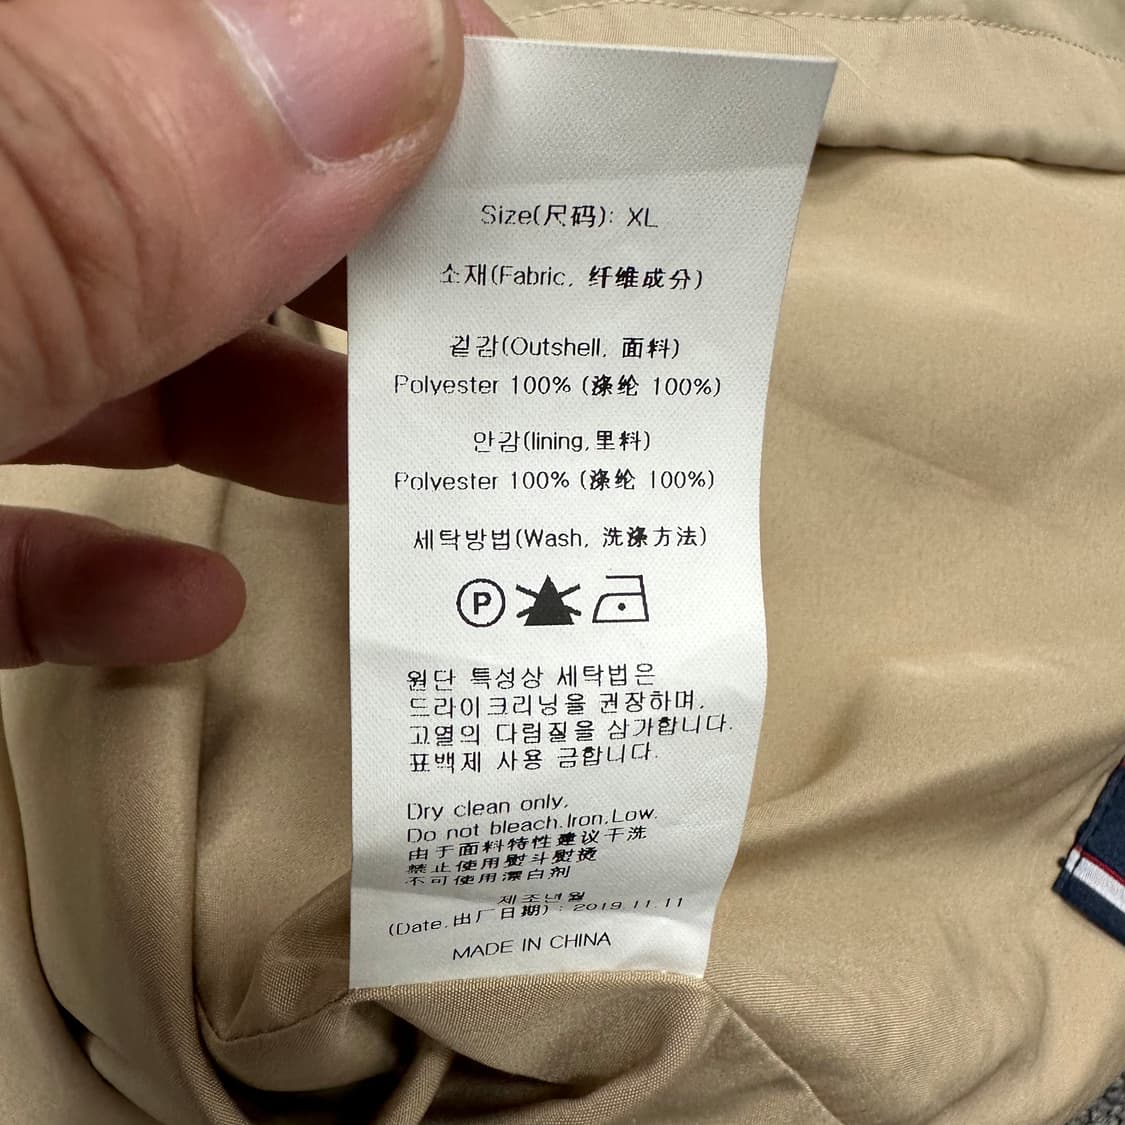 Size(尺码): XL
소재(Fabric, 纤维成分)
겉감(Outshell, 面料)
Polyester 100% (涤纶 100%)
안감(lining,里料)
Polyester 100% (涤纶 100%)
세탁방법(Wash, 洗涤方法)
P
원단 특성상 세탁법은
드라이크리닝을 권장하며,
고열의 다림질을 삼가합니다.
표백제 사용 금합니다.
Dry clean only,
Do not bleach.Iron,Low.
由于面料特性建议干洗
禁止使用熨斗熨烫
不可使用漂白剂
제조년월
(Date,出厂日期) : 2019.11.11
MADE IN CHINA